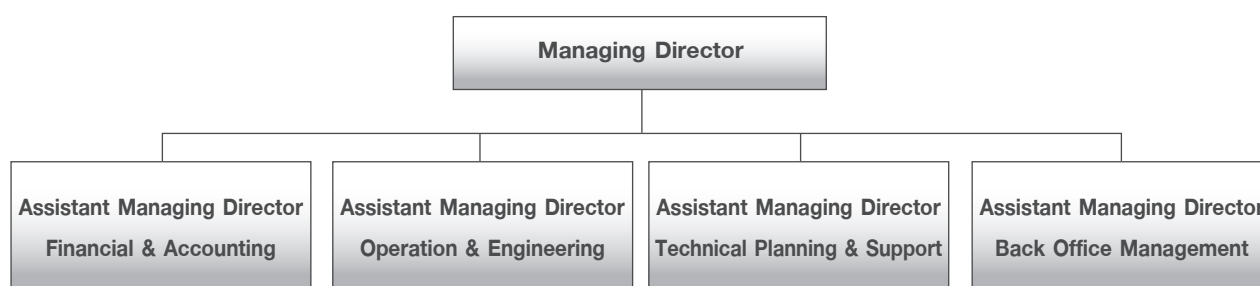 Managing Director
Assistant Managing Director
Financial & Accounting
Assistant Managing Director
Operation & Engineering
Assistant Managing Director
Technical Planning & Support
Assistant Managing Director
Back Office Management